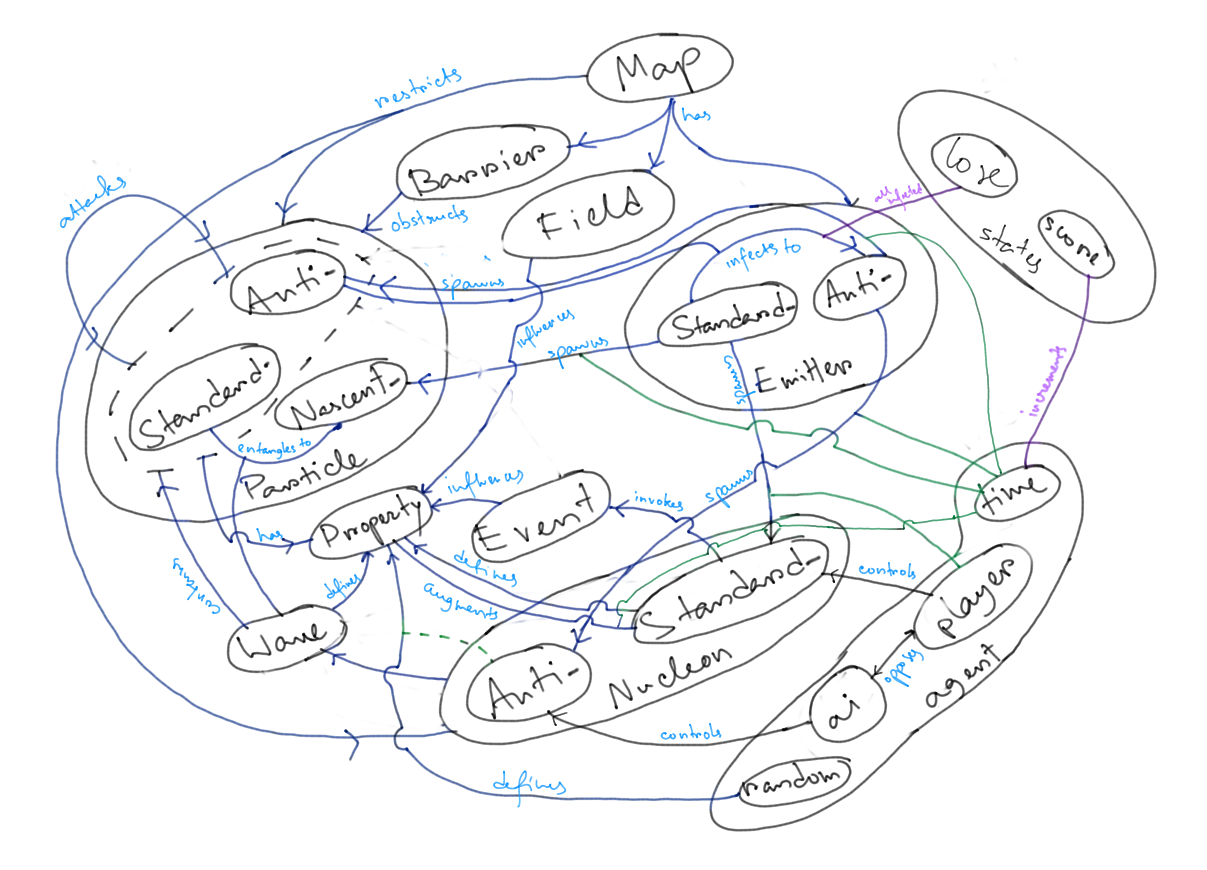 Map
restricts
has
Barrier
lose
attacks
Field
all infected
obstructs
score
states
infects to
Anti-
spawns
Anti-
Standard-
influences
spawns
spawns
Emitter
Standard-
Nascent-
increments
entangles to
Particle
influences
spawns
time
has
Property
Event
invokes
defines
Standard-
controls
player
defines
augments
Wave
Nucleon
opposes
agent
Anti-
ai
controls
random
defines